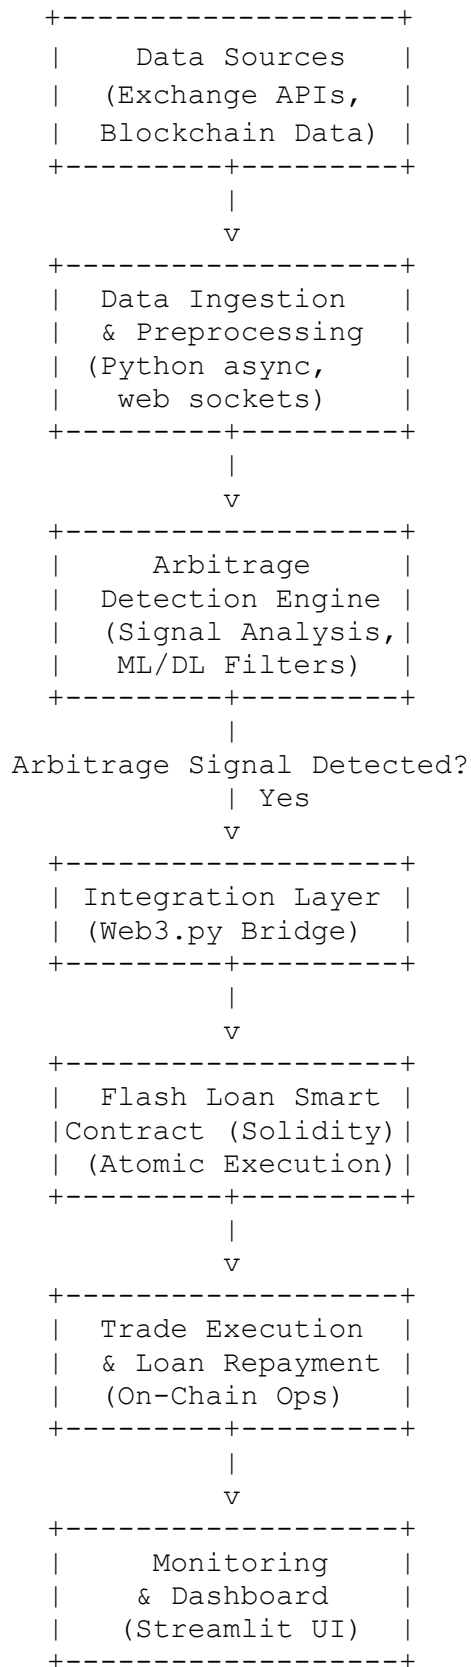 +-------------------+
|    Data Sources   |
|  (Exchange APIs,  |
|  Blockchain Data) |
+---------+---------+
          |
          v
+-------------------+
|  Data Ingestion   |
|  & Preprocessing  |
| (Python async,    |
|   web sockets)    |
+---------+---------+
          |
          v
+-------------------+
|     Arbitrage     |
|  Detection Engine |
|  (Signal Analysis,|
|   ML/DL Filters)  |
+---------+---------+
          |
Arbitrage Signal Detected?
          | Yes
          v
+-------------------+
| Integration Layer |
| (Web3.py Bridge)  |
+---------+---------+
          |
          v
+-------------------+
|  Flash Loan Smart |
|Contract (Solidity)|
| (Atomic Execution)|
+---------+---------+
          |
          v
+-------------------+
|  Trade Execution  |
|  & Loan Repayment |
|  (On-Chain Ops)   |
+---------+---------+
          |
          v
+-------------------+
|     Monitoring    |
|    & Dashboard    |
|   (Streamlit UI)  |
+-------------------+